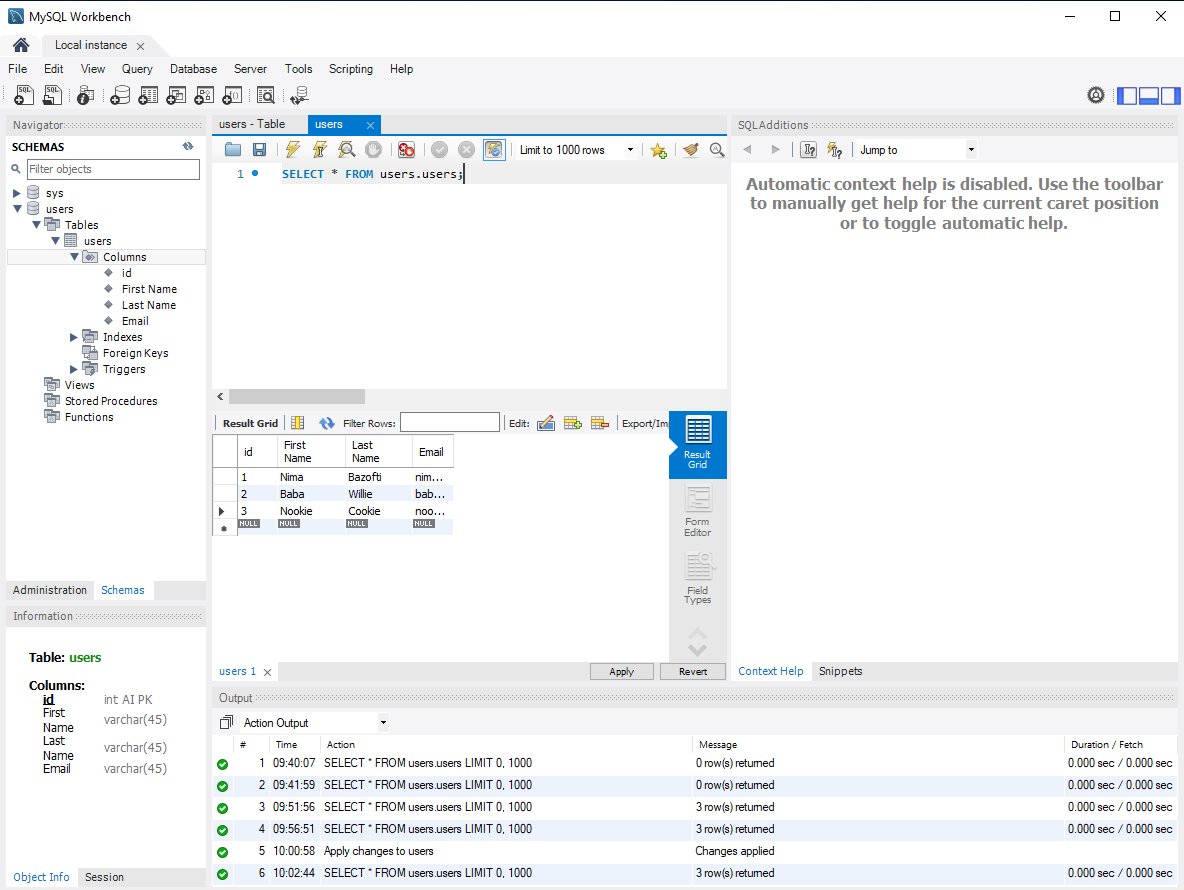 MySQL Workbench
Local instance
File Edit View Query Database Server Tools Scripting Help
Navigator
SCHEMAS
Filter objects
sys
users
Tables
users
Columns
id
First Name
Last Name
Email
Indexes
Foreign Keys
Triggers
Views
Stored Procedures
Functions
Administration Schemas
Information
Table: users
Columns:
id int AI PK
First
Name varchar(45)
Last
Name varchar(45)
Email varchar(45)
Object Info Session
users - Table users
Limit to 1000 rows
1 SELECT * FROM users.users;
Result Grid Filter Rows: Edit: Export/Im
id First Name Last Name Email
1 Nima Bazofti nim...
2 Baba Willie bab...
3 Nookie Cookie noo...
NULL NULL NULL NULL
Result
Grid
Form
Editor
Field
Types
users 1 Apply Revert
SQLAdditions
Jump to
Automatic context help is disabled. Use the toolbar
to manually get help for the current caret position
or to toggle automatic help.
Context Help Snippets
Output
Action Output
# Time Action Message Duration / Fetch
1 09:40:07 SELECT * FROM users.users LIMIT 0, 1000 0 row(s) returned 0.000 sec / 0.000 sec
2 09:41:59 SELECT * FROM users.users LIMIT 0, 1000 0 row(s) returned 0.000 sec / 0.000 sec
3 09:51:56 SELECT * FROM users.users LIMIT 0, 1000 3 row(s) returned 0.000 sec / 0.000 sec
4 09:56:51 SELECT * FROM users.users LIMIT 0, 1000 3 row(s) returned 0.000 sec / 0.000 sec
5 10:00:58 Apply changes to users Changes applied
6 10:02:44 SELECT * FROM users.users LIMIT 0, 1000 3 row(s) returned 0.000 sec / 0.000 sec